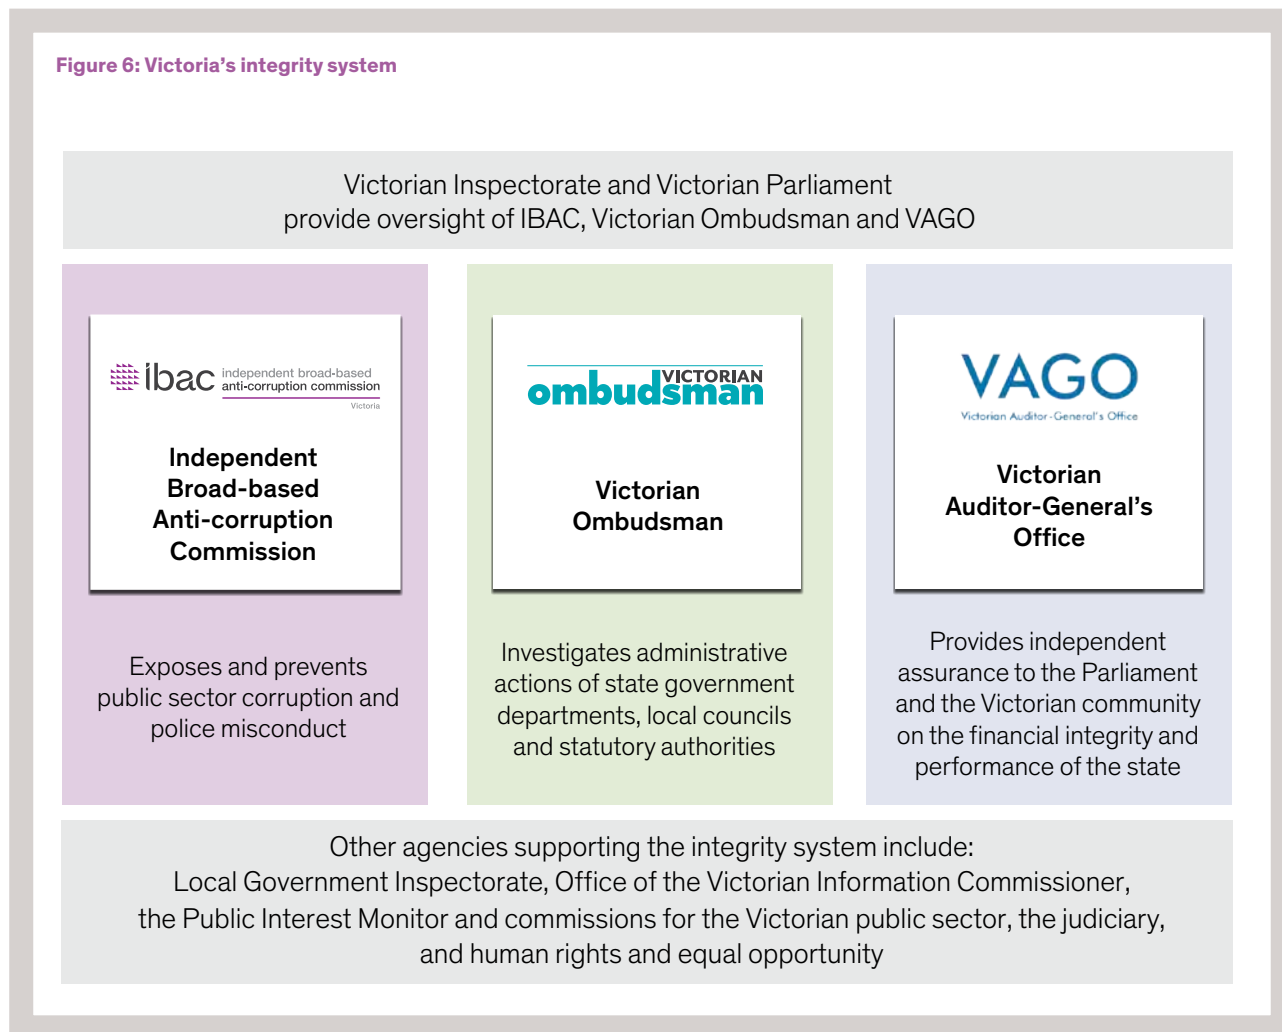 Figure 6: Victoria's integrity system
Victorian Inspectorate and Victorian Parliament
provide oversight of IBAC, Victorian Ombudsman and VAGO
ibac
independent broad-based
anti-corruption commission
Victoria
Independent
Broad-based
Anti-corruption
Commission
Exposes and prevents
public sector corruption and
police misconduct
VICTORIAN
ombudsman
Victorian
Ombudsman
Investigates administrative
actions of state government
departments, local councils
and statutory authorities
VAGO
Victorian Auditor-General's Office
Victorian
Auditor-General's
Office
Provides independent
assurance to the Parliament
and the Victorian community
on the financial integrity and
performance of the state
Other agencies supporting the integrity system include:
Local Government Inspectorate, Office of the Victorian Information Commissioner,
the Public Interest Monitor and commissions for the Victorian public sector, the judiciary,
and human rights and equal opportunity